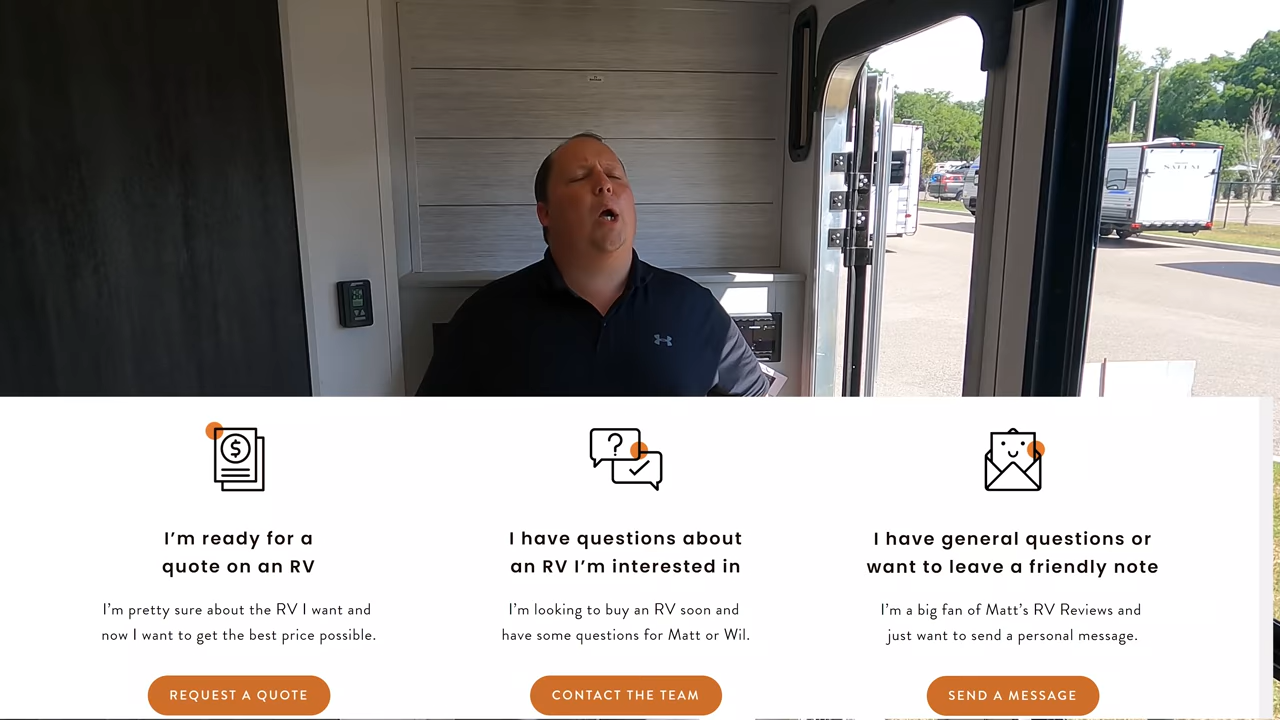 SALEM
I'm ready for a
quote on an RV
I'm pretty sure about the RV I want and
now I want to get the best price possible.
REQUEST A QUOTE
I have questions about
an RV I'm interested in
I'm looking to buy an RV soon and
have some questions for Matt or Wil.
CONTACT THE TEAM
I have general questions or
want to leave a friendly note
I'm a big fan of Matt's RV Reviews and
just want to send a personal message.
SEND A MESSAGE